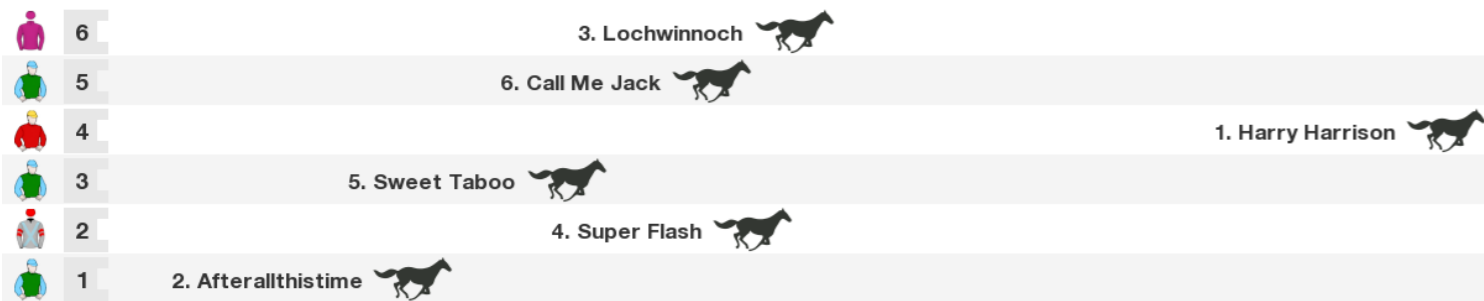 6 3. Lochwinnoch
5 6. Call Me Jack
4 1. Harry Harrison
3 5. Sweet Taboo
2 4. Super Flash
1 2. Afterallthistime